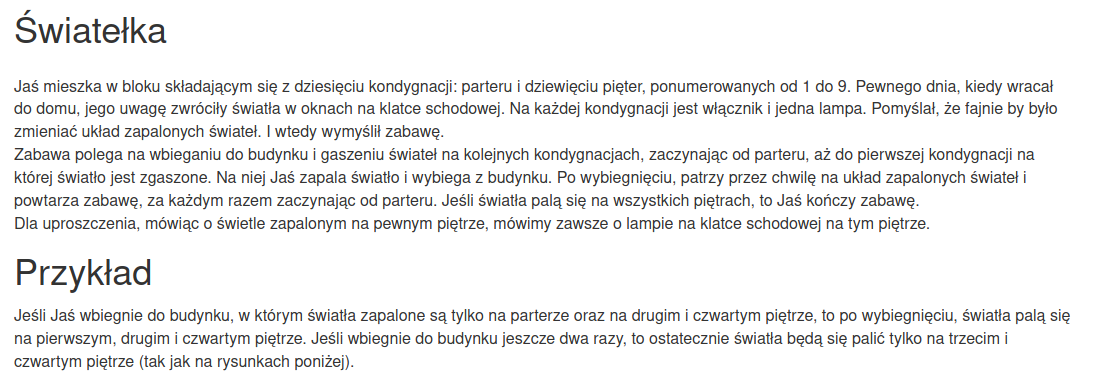 Światełka
Jaś mieszka w bloku składającym się z dziesięciu kondygnacji: parteru i dziewięciu pięter, ponumerowanych od 1 do 9. Pewnego dnia, kiedy wracał
do domu, jego uwagę zwróciły światła w oknach na klatce schodowej. Na każdej kondygnacji jest włącznik i jedna lampa. Pomyślał, że fajnie by było
zmieniać układ zapalonych świateł. I wtedy wymyślił zabawę.
Zabawa polega na wbieganiu do budynku i gaszeniu świateł na kolejnych kondygnacjach, zaczynając od parteru, aż do pierwszej kondygnacji na
której światło jest zgaszone. Na niej Jaś zapala światło i wybiega z budynku. Po wybiegnięciu, patrzy przez chwilę na układ zapalonych świateł i
powtarza zabawę, za każdym razem zaczynając od parteru. Jeśli światła palą się na wszystkich piętrach, to Jaś kończy zabawę.
Dla uproszczenia, mówiąc o świetle zapalonym na pewnym piętrze, mówimy zawsze o lampie na klatce schodowej na tym piętrze.
Przykład
Jeśli Jaś wbiegnie do budynku, w którym światła zapalone są tylko na parterze oraz na drugim i czwartym piętrze, to po wybiegnięciu, światła palą się
na pierwszym, drugim i czwartym piętrze. Jeśli wbiegnie do budynku jeszcze dwa razy, to ostatecznie światła będą się palić tylko na trzecim i
czwartym piętrze (tak jak na rysunkach poniżej).